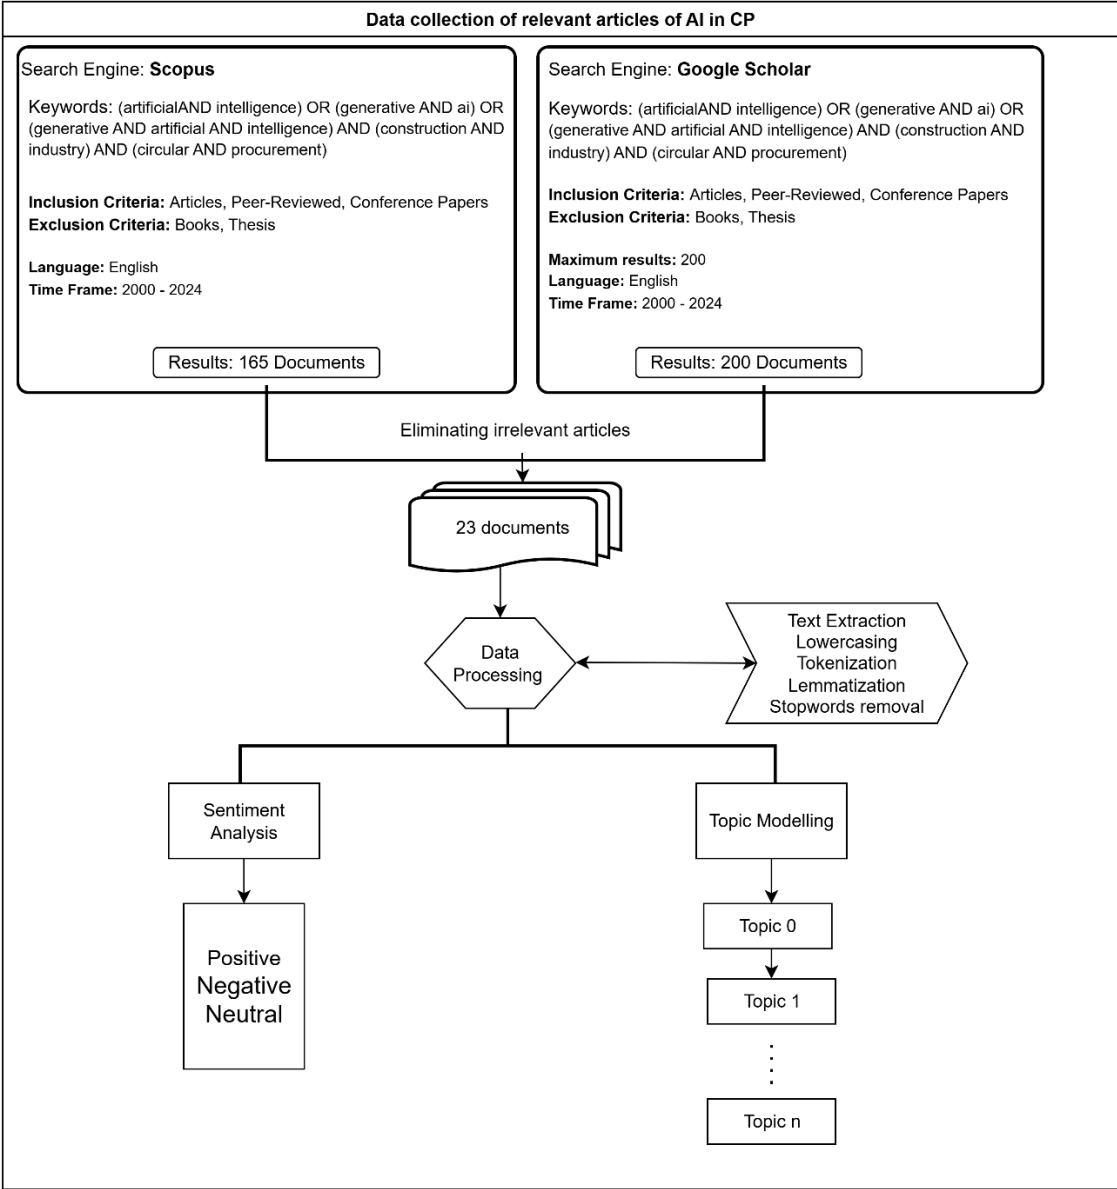 Data collection of relevant articles of AI in CP
Search Engine: Scopus
Keywords: (artificialAND intelligence) OR (generative AND ai) OR
(generative AND artificial AND intelligence) AND (construction AND
industry) AND (circular AND procurement)
Inclusion Criteria: Articles, Peer-Reviewed, Conference Papers
Exclusion Criteria: Books, Thesis
Language: English
Time Frame: 2000 - 2024
Results: 165 Documents
Search Engine: Google Scholar
Keywords: (artificialAND intelligence) OR (generative AND ai) OR
(generative AND artificial AND intelligence) AND (construction AND
industry) AND (circular AND procurement)
Inclusion Criteria: Articles, Peer-Reviewed, Conference Papers
Exclusion Criteria: Books, Thesis
Maximum results: 200
Language: English
Time Frame: 2000 - 2024
Results: 200 Documents
Eliminating irrelevant articles
23 documents
Data
Processing
Text Extraction
Lowercasing
Tokenization
Lemmatization
Stopwords removal
Sentiment
Analysis
Positive
Negative
Neutral
Topic Modelling
Topic 0
Topic 1
Topic n